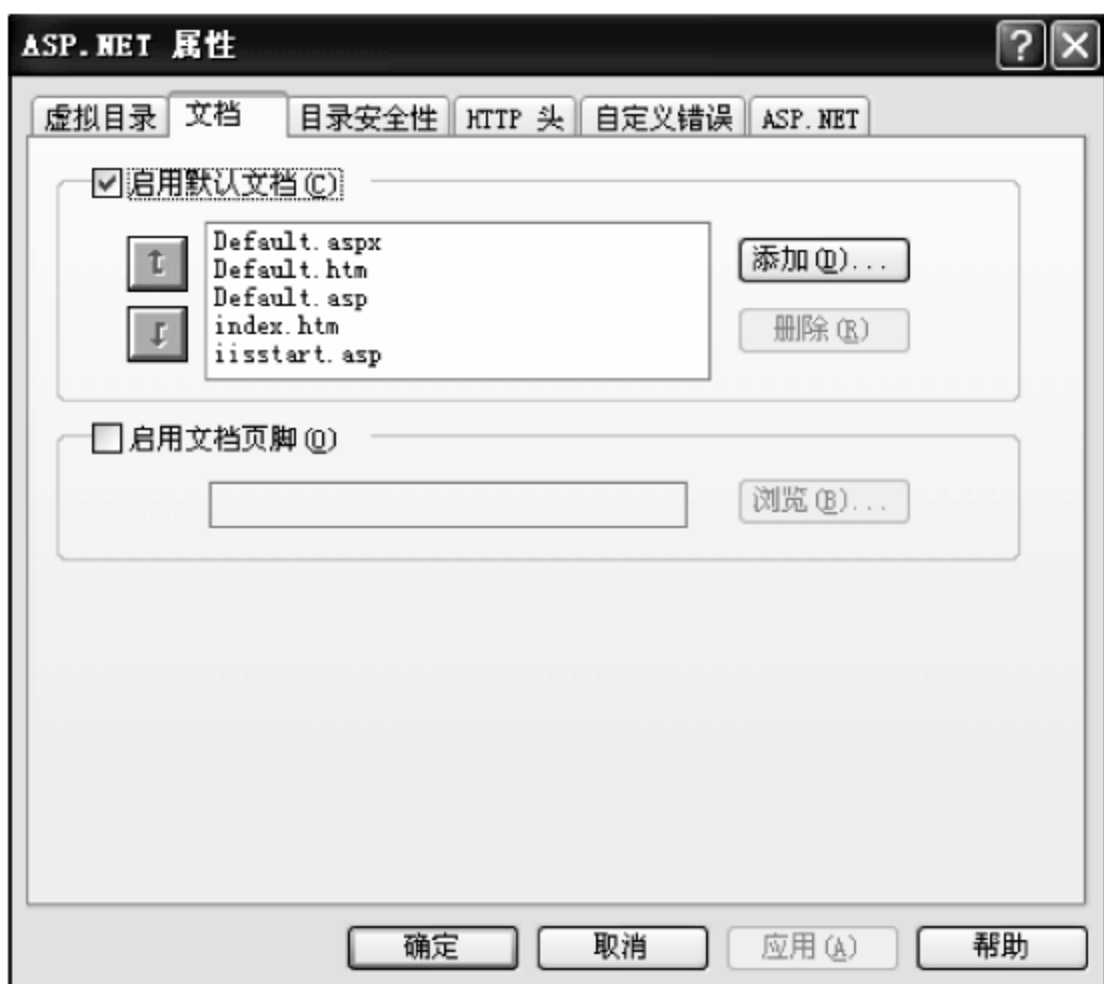 ASP.NET 属性
虚拟目录 文档 目录安全性 HTTP 头 自定义错误 ASP.NET
启用默认文档(C)
Default.aspx
Default.htm
Default.asp
index.htm
iisstart.asp
添加(D)...
删除(R)
启用文档页脚(O)
浏览(B)...
确定 取消 应用(A) 帮助